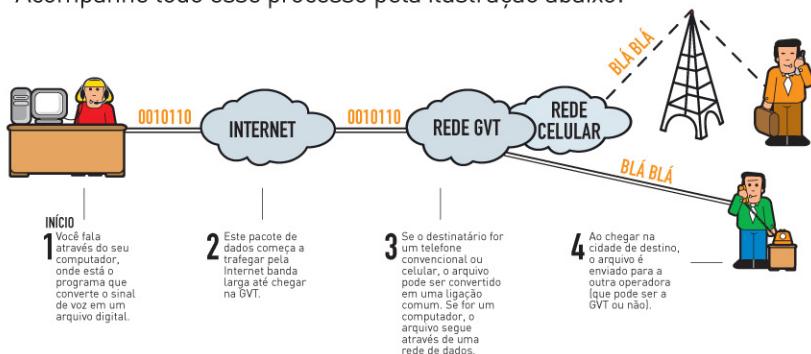 Acompanhe todo esse processo pela ilustração abaixo:
BLÁ BLÁ
0010110
INTERNET
0010110
REDE GVT
REDE
CELULAR
BLÁ BLÁ
INÍCIO
1
Você fala
através do seu
computador,
onde está o
programa que
converte o sinal
de voz em um
arquivo digital.
2
Este pacote de
dados começa a
trafegar pela
Internet banda
larga até chegar
na GVT.
3
Se o destinatário for
um telefone
convencional ou
celular, o arquivo
pode ser convertido
em uma ligação
comum. Se for um
computador, o
arquivo segue
através de uma
rede de dados.
4
Ao chegar na
cidade de destino,
o arquivo é
enviado para a
outra operadora
(que pode ser a
GVT ou não).